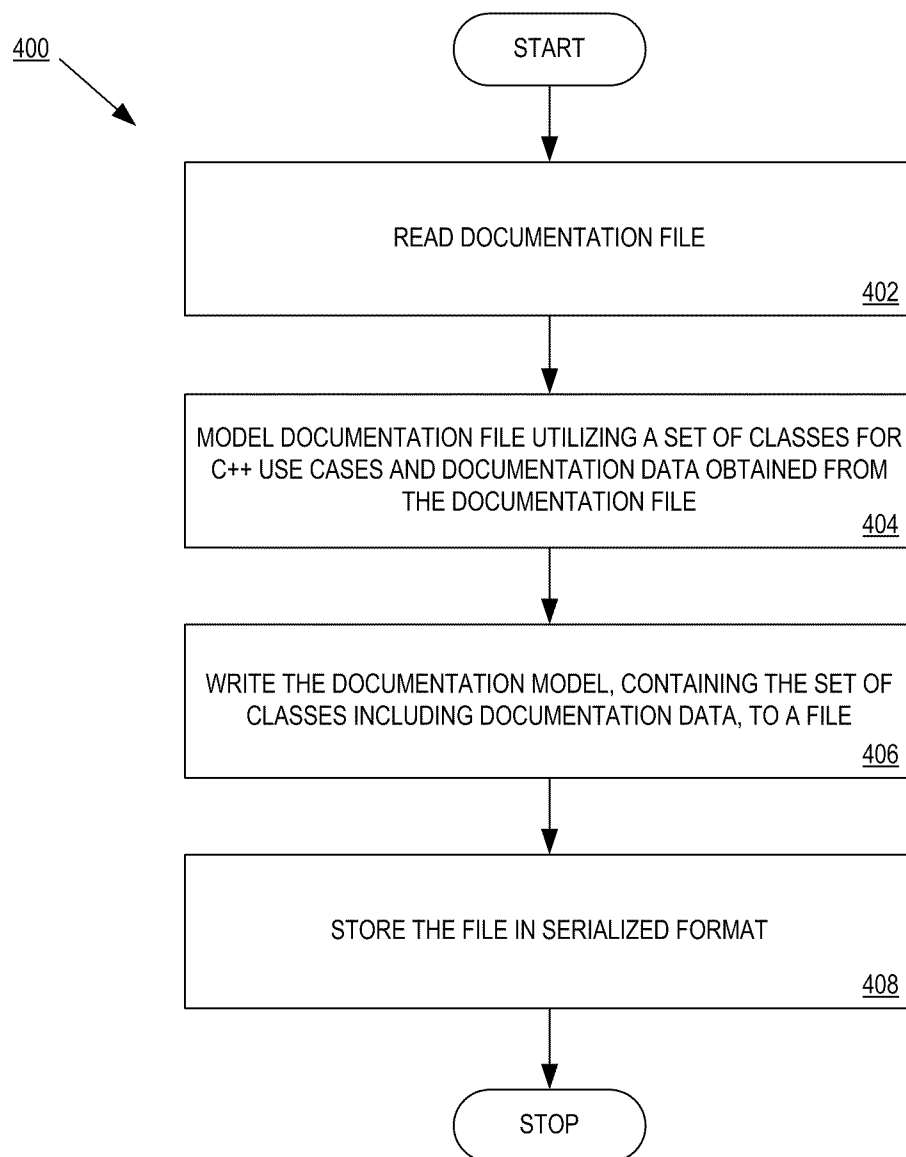 400
START
READ DOCUMENTATION FILE
402
MODEL DOCUMENTATION FILE UTILIZING A SET OF CLASSES FOR
C++ USE CASES AND DOCUMENTATION DATA OBTAINED FROM
THE DOCUMENTATION FILE
404
WRITE THE DOCUMENTATION MODEL, CONTAINING THE SET OF
CLASSES INCLUDING DOCUMENTATION DATA, TO A FILE
406
STORE THE FILE IN SERIALIZED FORMAT
408
STOP